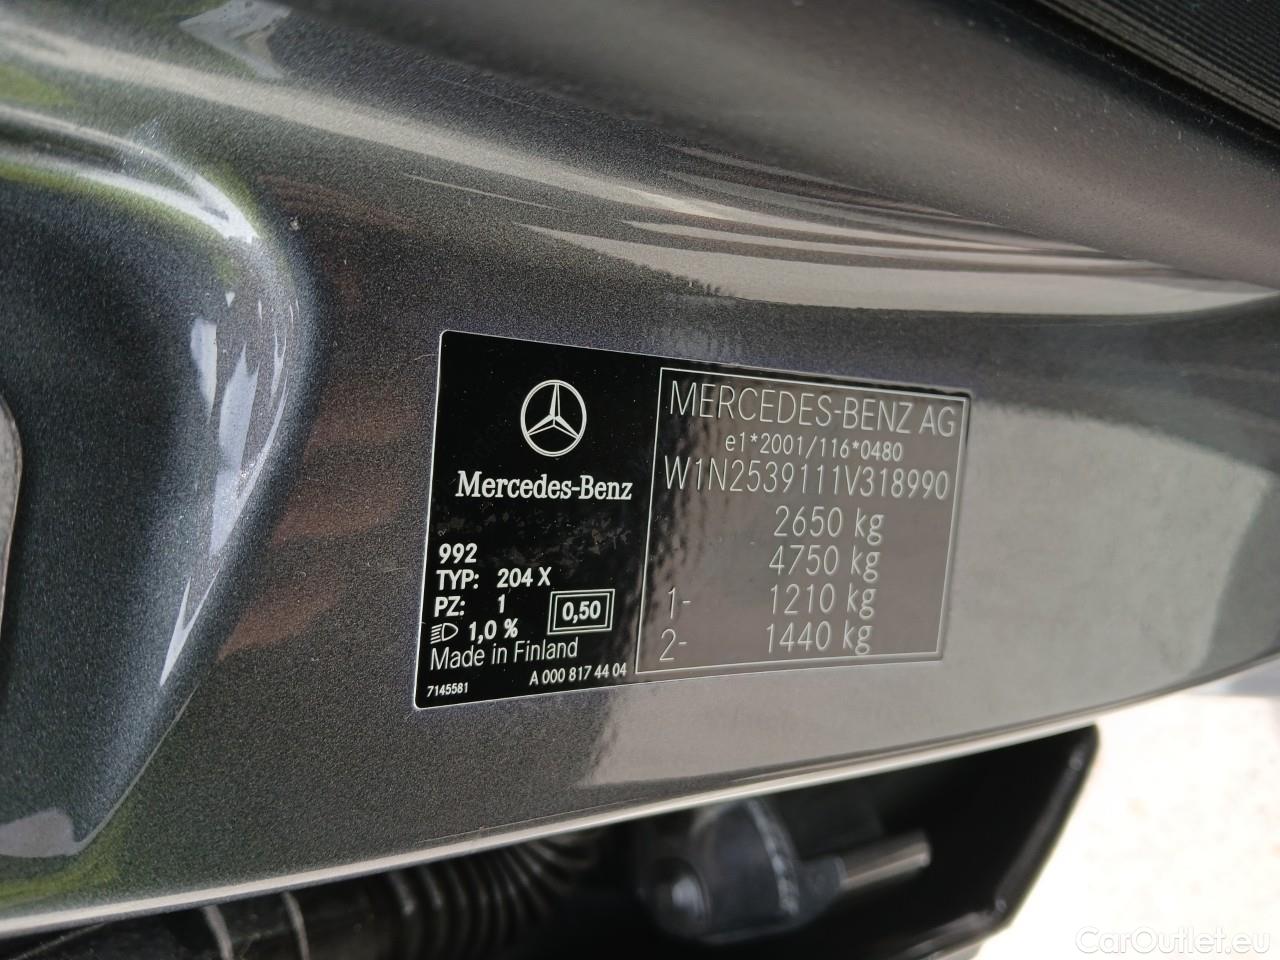 MERCEDES-BENZ AG
e1*2001/116*0480
W1N2539111V318990
2650 kg
4750 kg
1- 1210 kg
2- 1440 kg
Mercedes-Benz
992
TYP: 204 X
PZ: 1
1,0 %
0,50
Made in Finland
7145581
A 000 817 44 04
CarOutlet.eu